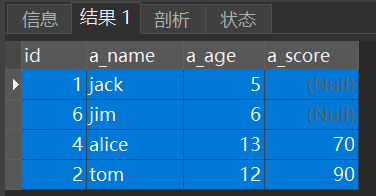 信息 结果 1 剖析 状态
id a_name a_age a_score
1 jack 5 (Null)
6 jim 6 (Null)
4 alice 13 70
2 tom 12 90